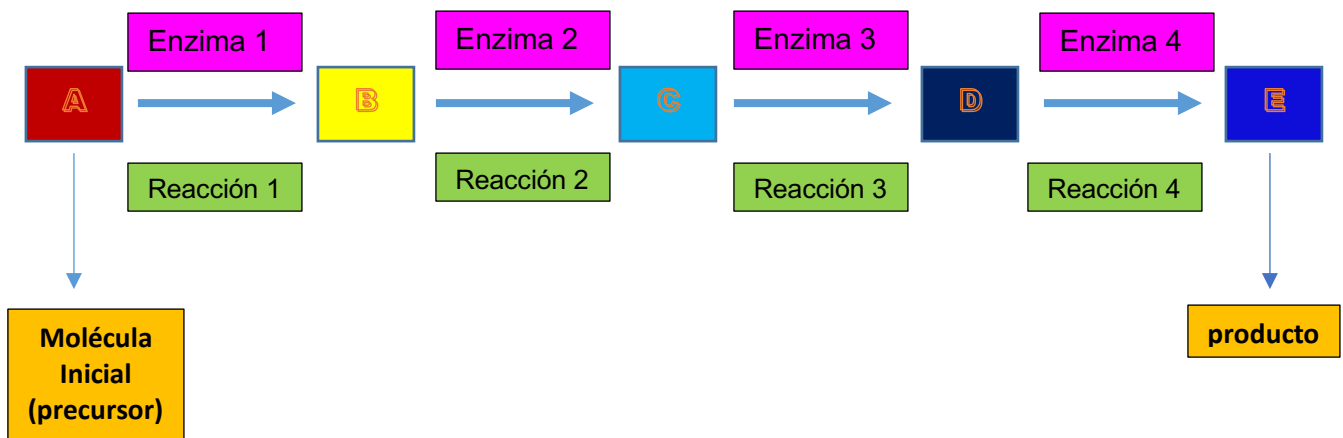 Enzima 1
Enzima 2
Enzima 3
Enzima 4
A
B
C
D
E
Reacción 1
Reacción 2
Reacción 3
Reacción 4
Molécula
Inicial
(precursor)
producto